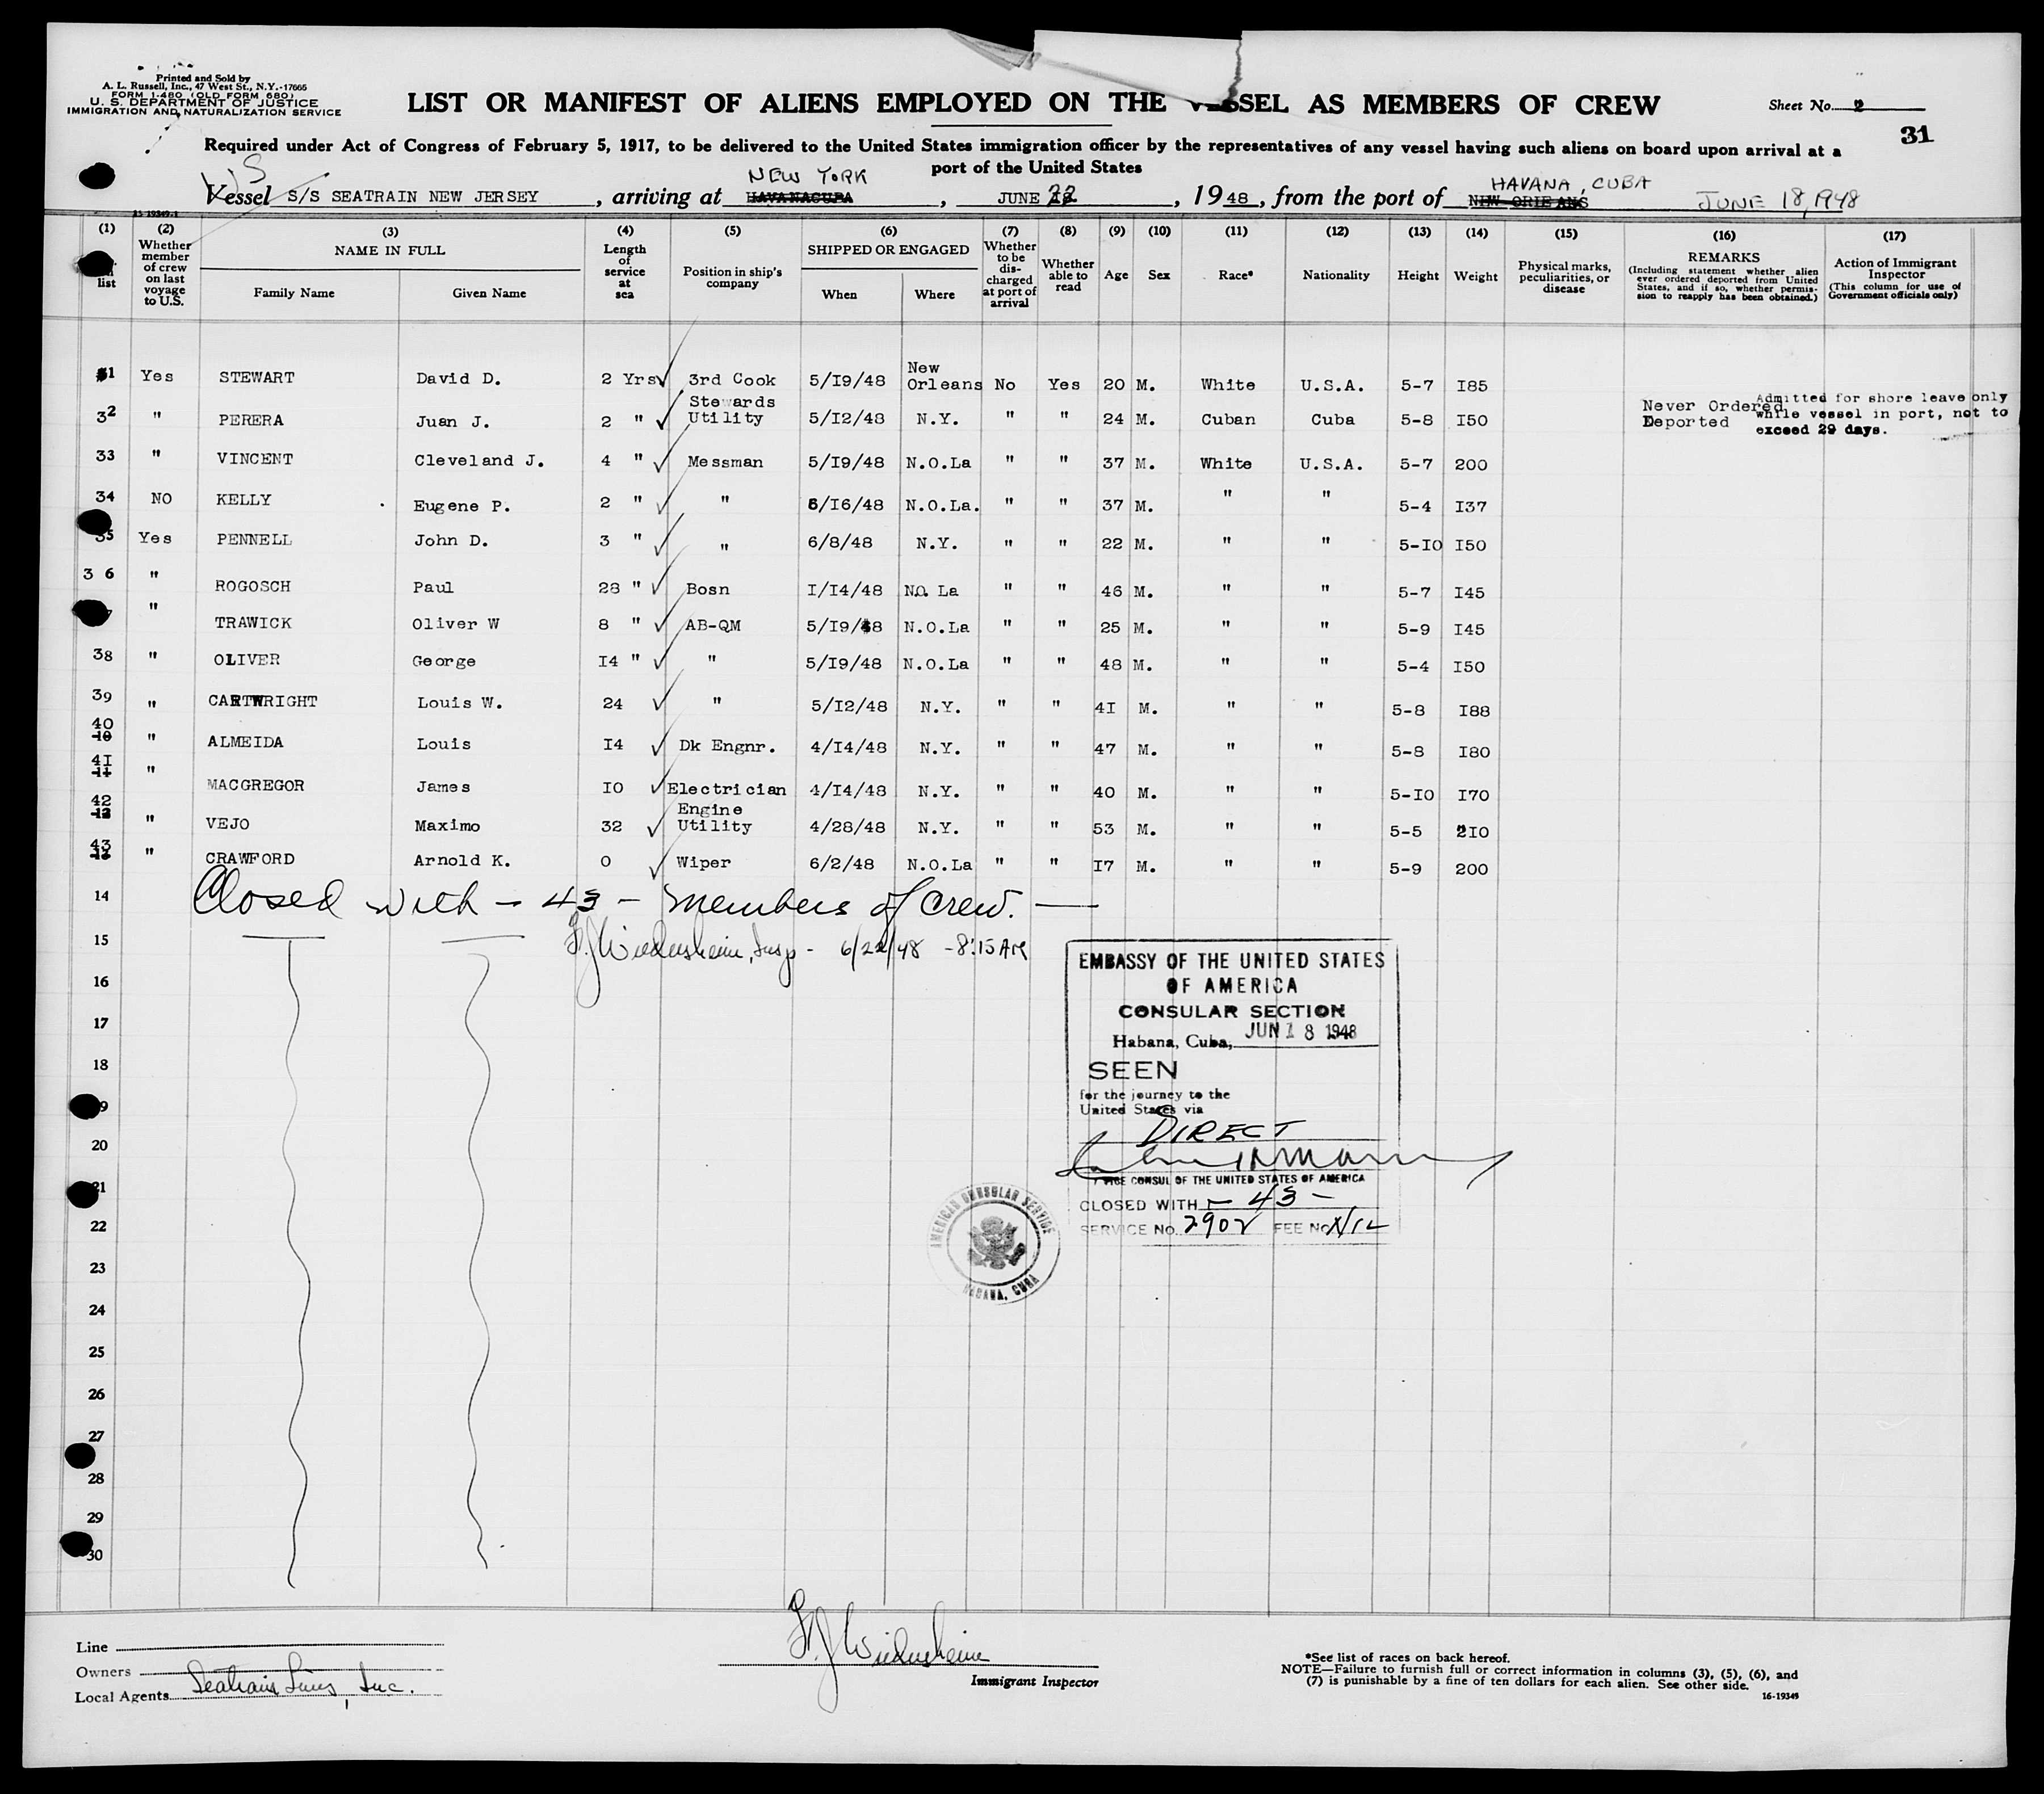 Printed and Sold by
A. L. Russell, Inc., 47 West St., N.Y.-17665
FORM I-480 (OLD FORM 680)
U. S. DEPARTMENT OF JUSTICE
IMMIGRATION AND NATURALIZATION SERVICE
LIST OR MANIFEST OF ALIENS EMPLOYED ON THE VESSEL AS MEMBERS OF CREW
Sheet No. 2
31
Required under Act of Congress of February 5, 1917, to be delivered to the United States immigration officer by the representatives of any vessel having such aliens on board upon arrival at a
port of the United States
Vessel S/S SEATRAIN NEW JERSEY, arriving at NEW YORK, JUNE 22, 1948, from the port of HAVANA, CUBA JUNE 18, 1948
(1) (2) (3) (4) (5) (6) (7) (8) (9) (10) (11) (12) (13) (14) (15) (16) (17)
list
Whether member of crew on last voyage to U.S.
NAME IN FULL
Family Name Given Name
Length of service at sea
Position in ship's company
SHIPPED OR ENGAGED
When Where
Whether to be discharged at port of arrival
Whether able to read
Age Sex Race* Nationality Height Weight
Physical marks, peculiarities, or disease
REMARKS
(Including statement whether alien ever ordered deported from United States, and if so, whether permission to reapply has been obtained.)
Action of Immigrant Inspector
(This column for use of Government officials only)
31 Yes STEWART David D. 2 Yrs 3rd Cook 5/19/48 New Orleans No Yes 20 M. White U.S.A. 5-7 185
32 " PERERA Juan J. 2 " Stewards Utility 5/12/48 N.Y. " " 24 M. Cuban Cuba 5-8 150 Never Ordered Deported Admitted for shore leave only while vessel in port, not to exceed 29 days.
33 " VINCENT Cleveland J. 4 " Messman 5/19/48 N.O.La " " 37 M. White U.S.A. 5-7 200
34 NO KELLY Eugene P. 2 " " 6/16/48 N.O.La. " " 37 M. " " 5-4 137
35 Yes PENNELL John D. 3 " " 6/8/48 N.Y. " " 22 M. " " 5-10 150
36 " ROGOSCH Paul 28 " Bosn 1/14/48 N.O. La " " 46 M. " " 5-7 145
7 " TRAWICK Oliver W 8 " AB-QM 5/19/48 N.O.La " " 25 M. " " 5-9 145
38 " OLIVER George 14 " " 5/19/48 N.O.La " " 48 M. " " 5-4 150
39 " CARTWRIGHT Louis W. 24 " 5/12/48 N.Y. " " 41 M. " " 5-8 188
40 " ALMEIDA Louis 14 Dk Engnr. 4/14/48 N.Y. " " 47 M. " " 5-8 180
41 " MACGREGOR James 10 Electrician 4/14/48 N.Y. " " 40 M. " " 5-10 170
42 " VEJO Maximo 32 Engine Utility 4/28/48 N.Y. " " 53 M. " " 5-5 210
43 " CRAWFORD Arnold K. 0 Wiper 6/2/48 N.O.La " " 17 M. " " 5-9 200
14 Closed with - 43 - members of crew.
15 F.J. Wiedersheim, Insp - 6/22/48 - 8:15 AM
16
17
18
19
20
21
22
23
24
25
26
27
28
29
30
EMBASSY OF THE UNITED STATES
OF AMERICA
CONSULAR SECTION
Habana, Cuba, JUN 18 1948
SEEN
for the journey to the
United States via
DIRECT
VICE CONSUL OF THE UNITED STATES OF AMERICA
CLOSED WITH - 43 -
SERVICE NO. 2902 FEE NO. Nil
AMERICAN CONSULAR SERVICE
HABANA, CUBA
Line
Owners
Local Agents Seatrain Lines, Inc.
F.J. Wiedersheim
Immigrant Inspector
*See list of races on back hereof.
NOTE—Failure to furnish full or correct information in columns (3), (5), (6), and
(7) is punishable by a fine of ten dollars for each alien. See other side.
16-19349